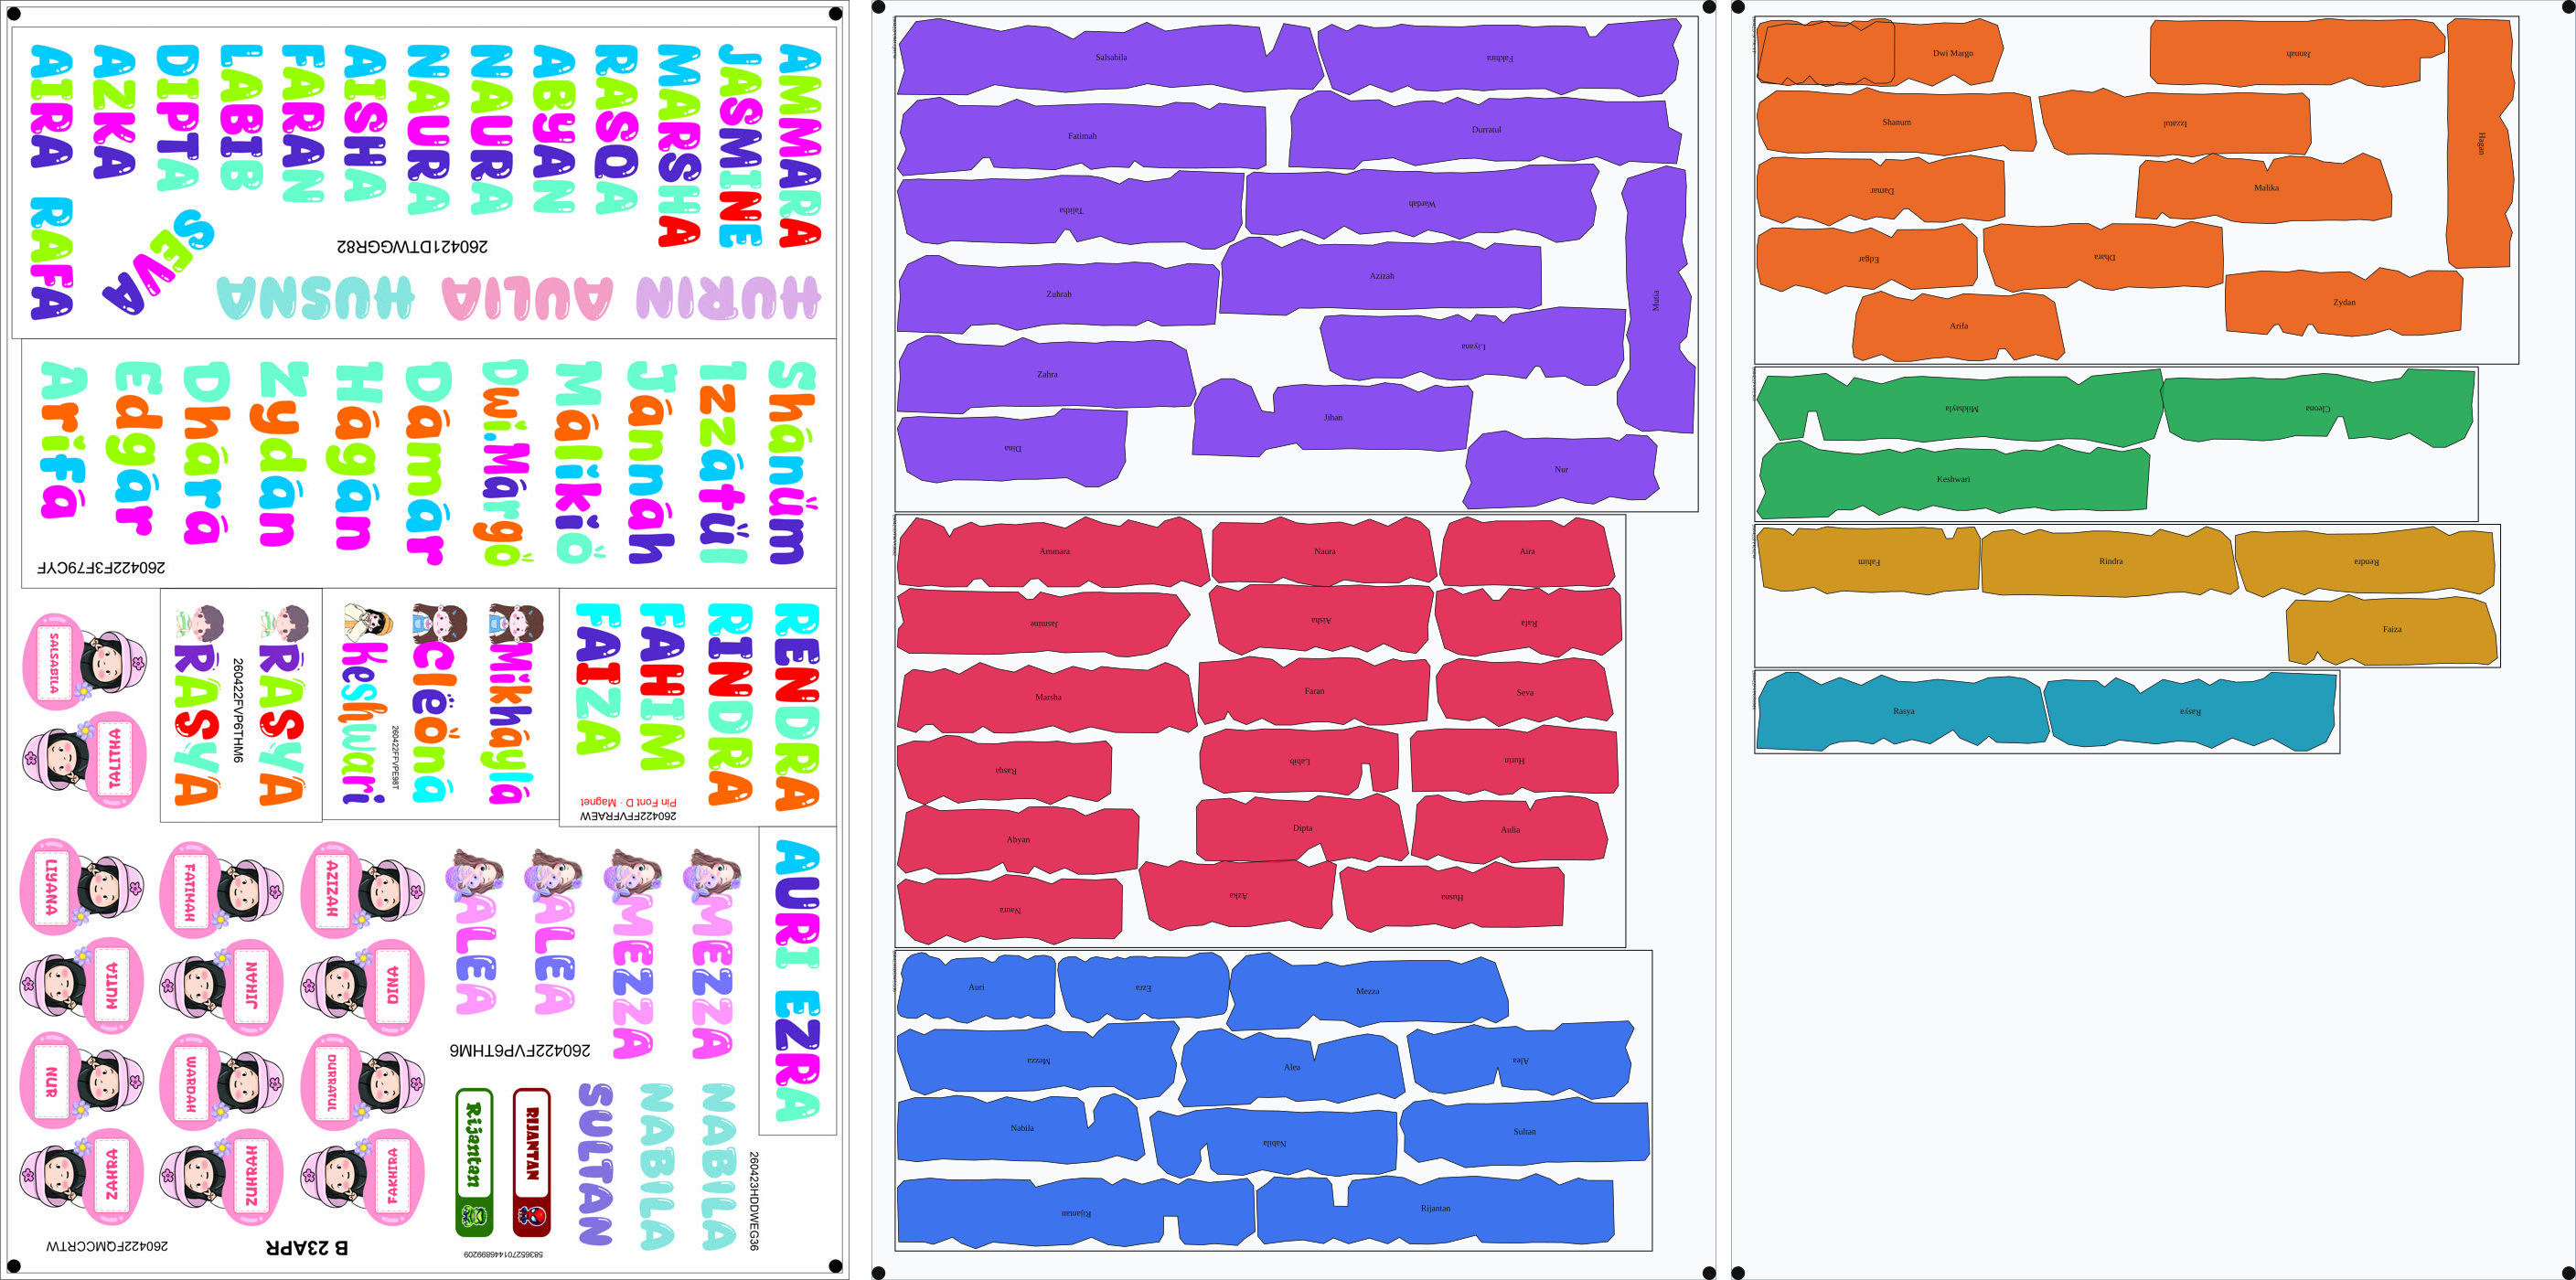 AIRA
AZKA
DIPTA
LABIB
FARAN
AISHA
NAURA
NAURA
ABYAN
RASQA
MARSHA
JASMINE
AMMARA
RAFA
SEVA
260421DTWGGR82
HUSNA
AULIA
HURIN
Arifa
Edgar
Dhara
Zydan
Hagan
Damar
Dwi.Margo
Malikio
Jannah
Izzatul
Shanum
260422F3F79CYF
SALSABILA
TALITHA
RASYA
260422FVP6THM6
RASYA
Keshwari
260422FFVPE98T
Cleona
Mikhayla
FAIZA
FAHIM
RINDRA
RENDRA
Pin Font D - Magnet
260422FFVFRAEW
LIYANA
FATIMAH
AZIZAH
MUTIA
JIHAN
DINA
NUR
WARDAH
DURRATUL
ZAHRA
ZUHRAH
FAKHIRA
ALEA
ALEA
MEZZA
MEZZA
AURI
EZRA
260422FVP6THM6
Rijantan
RIJANTAN
SULTAN
NABILA
NABILA
260423HDDWEG36
260422FQMCCRTW
B 23APR
583652701446899209
Salsabila
Fakhira
Fatimah
Durratul
Talitha
Wardah
Mutia
Zuhrah
Azizah
Liyana
Zahra
Jihan
Dina
Nur
Ammara
Naura
Aira
Jasmine
Aisha
Rafa
Marsha
Faran
Seva
Rasqa
Labib
Hurin
Abyan
Dipta
Aulia
Naura
Azka
Husna
Auri
Ezra
Mezza
Mezza
Alea
Alea
Nabila
Nabila
Sultan
Rijantan
Rijantan
Dwi Margo
Jannah
Hagan
Shanum
Izzatul
Damar
Malika
Edgar
Dhara
Zydan
Arifa
Mikhayla
Cleona
Keshwari
Fahim
Rindra
Rendra
Faiza
Rasya
Rasya